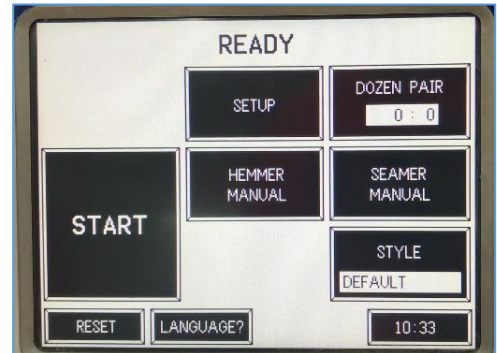 READY
SETUP
DOZEN PAIR
0 : 0
HEMMER
MANUAL
SEAMER
MANUAL
START
STYLE
DEFAULT
RESET
LANGUAGE?
10:33